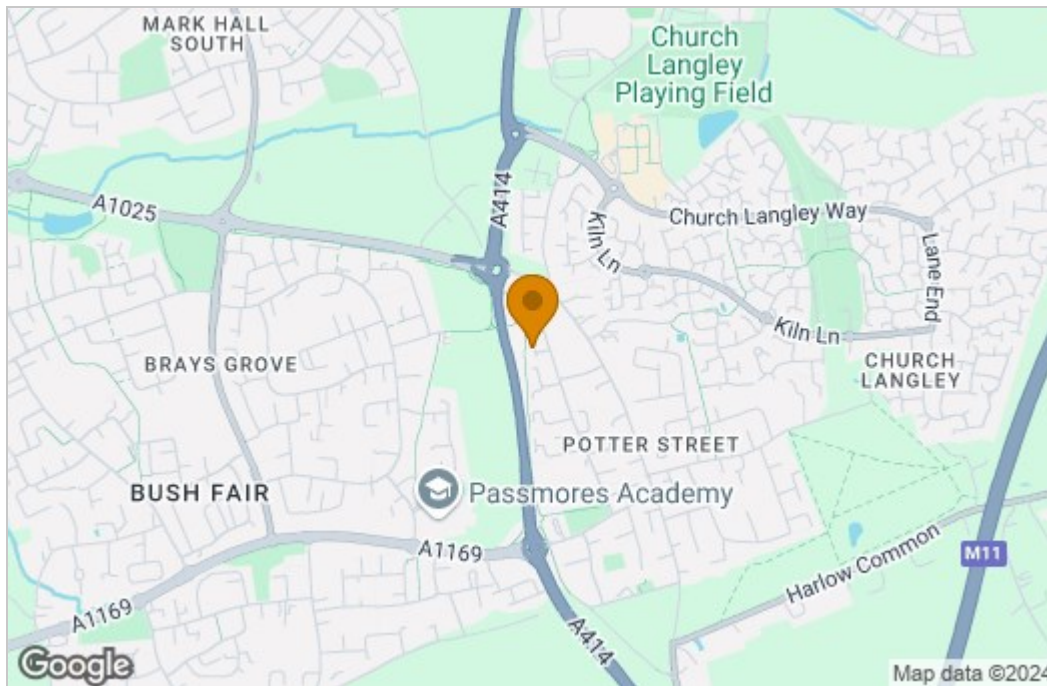 MARK HALL
SOUTH
Church
Langley
Playing Field
A414
A1025
Church Langley Way
Kiln Ln
Lane End
Kiln Ln
BRAYS GROVE
CHURCH
LANGLEY
POTTER STREET
BUSH FAIR
Passmores Academy
A1169
M11
Harlow Common
A1169
A414
Google
Map data ©2024